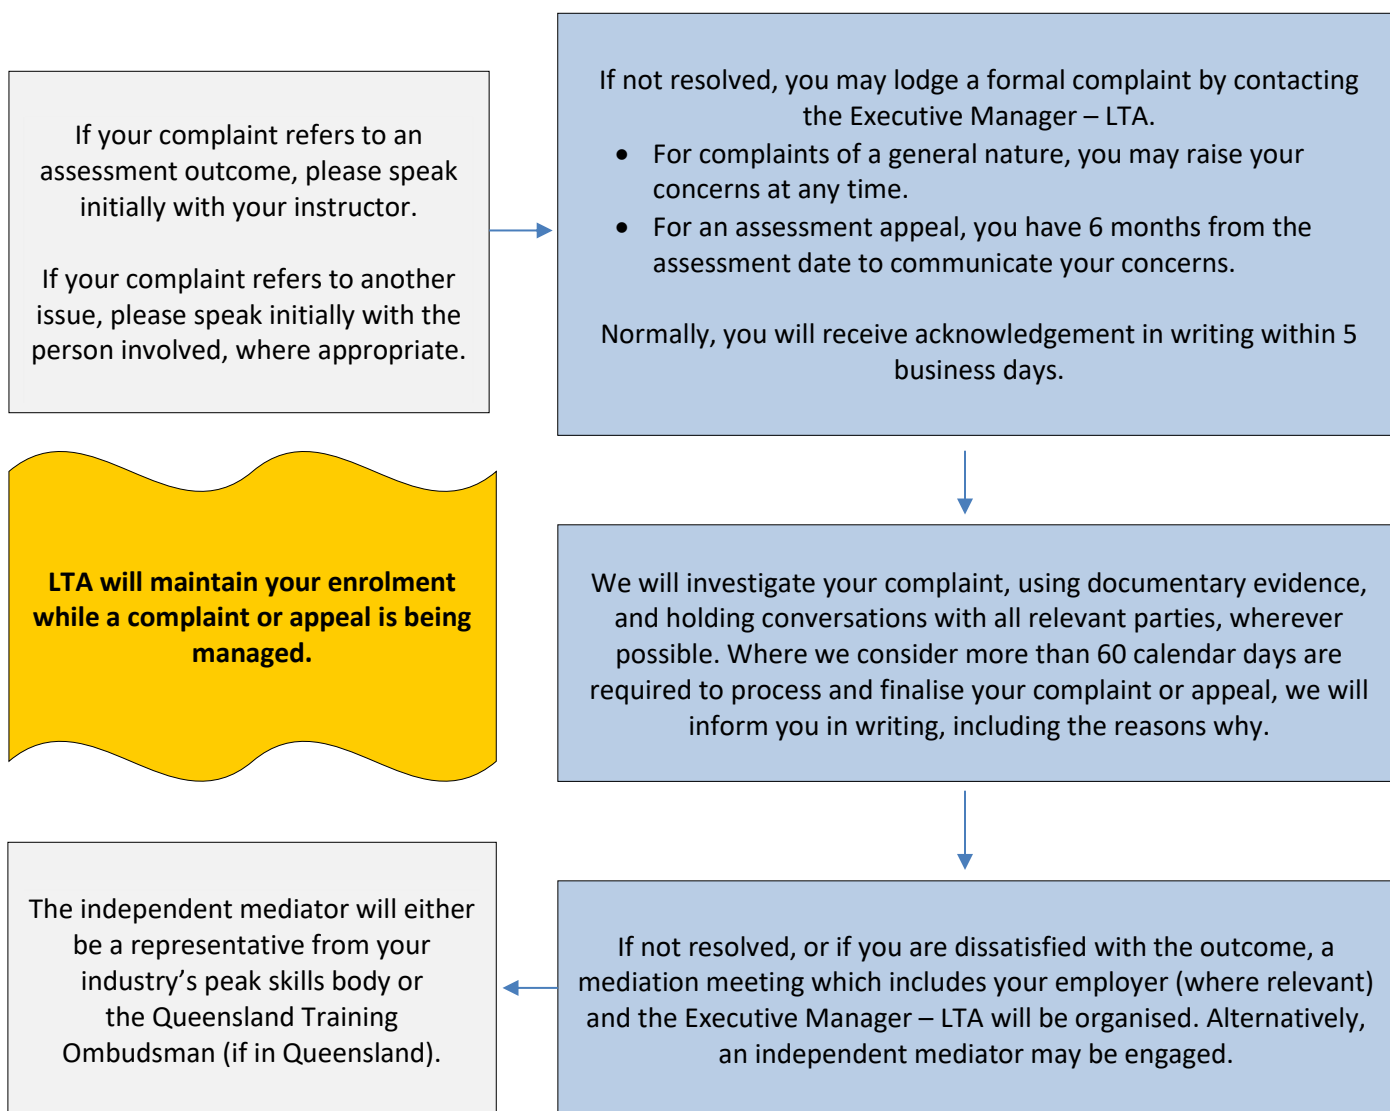 If your complaint refers to an
assessment outcome, please speak
initially with your instructor.
If your complaint refers to another
issue, please speak initially with the
person involved, where appropriate.
If not resolved, you may lodge a formal complaint by contacting
the Executive Manager – LTA.
• For complaints of a general nature, you may raise your
concerns at any time.
• For an assessment appeal, you have 6 months from the
assessment date to communicate your concerns.
Normally, you will receive acknowledgement in writing within 5
business days.
LTA will maintain your enrolment
while a complaint or appeal is being
managed.
We will investigate your complaint, using documentary evidence,
and holding conversations with all relevant parties, wherever
possible. Where we consider more than 60 calendar days are
required to process and finalise your complaint or appeal, we will
inform you in writing, including the reasons why.
If not resolved, or if you are dissatisfied with the outcome, a
mediation meeting which includes your employer (where relevant)
and the Executive Manager – LTA will be organised. Alternatively,
an independent mediator may be engaged.
The independent mediator will either
be a representative from your
industry’s peak skills body or
the Queensland Training
Ombudsman (if in Queensland).